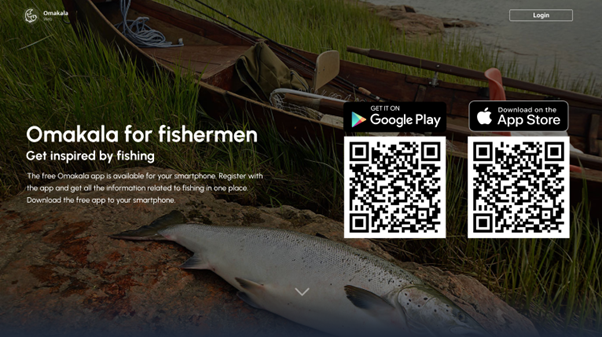 Omakala
Login
GET IT ON
Google Play
Download on the
App Store
Omakala for fishermen
Get inspired by fishing
The free Omakala app is available for your smartphone. Register with
the app and get all the information related to fishing in one place.
Download the free app to your smartphone.